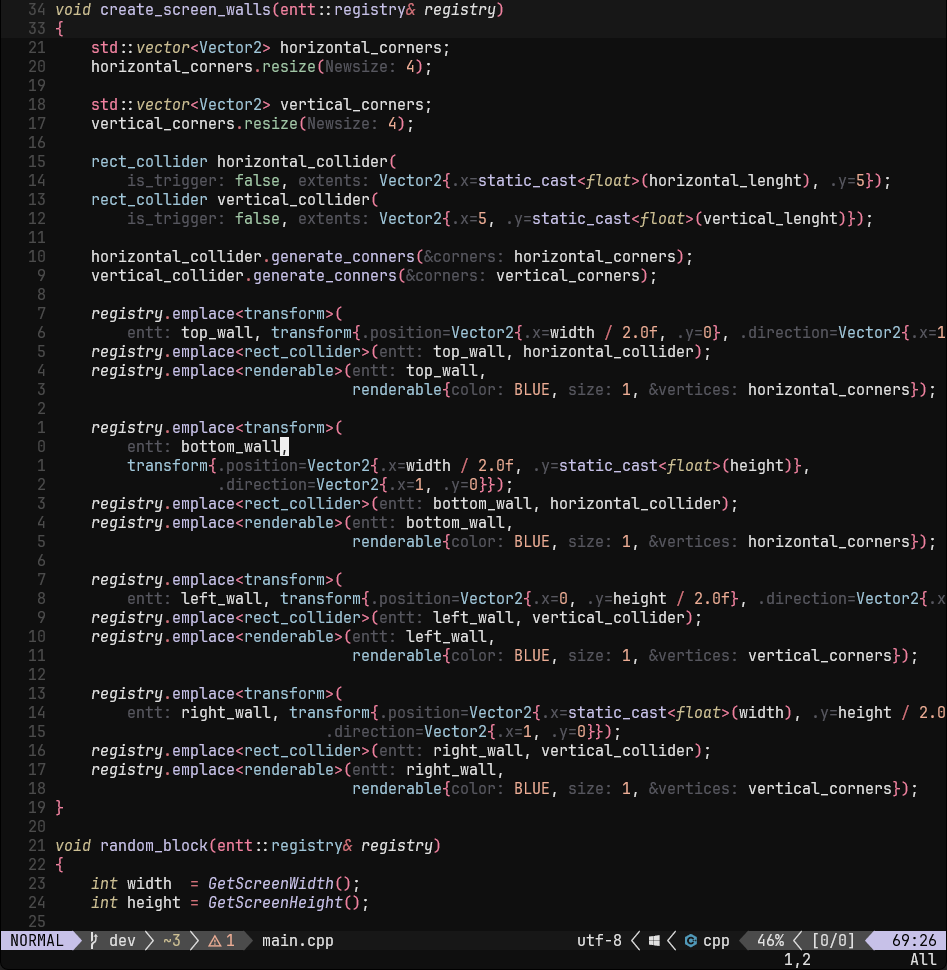 34 void create_screen_walls(entt::registry& registry)
33 {
21     std::vector<Vector2> horizontal_corners;
20     horizontal_corners.resize(Newsize: 4);
19
18     std::vector<Vector2> vertical_corners;
17     vertical_corners.resize(Newsize: 4);
16
15     rect_collider horizontal_collider(
14         is_trigger: false, extents: Vector2{.x=static_cast<float>(horizontal_lenght), .y=5});
13     rect_collider vertical_collider(
12         is_trigger: false, extents: Vector2{.x=5, .y=static_cast<float>(vertical_lenght)});
11
10     horizontal_collider.generate_conners(&corners: horizontal_corners);
9     vertical_collider.generate_conners(&corners: vertical_corners);
8
7     registry.emplace<transform>(
6         entt: top_wall, transform{.position=Vector2{.x=width / 2.0f, .y=0}, .direction=Vector2{.x=1
5     registry.emplace<rect_collider>(entt: top_wall, horizontal_collider);
4     registry.emplace<renderable>(entt: top_wall,
3                                  renderable{color: BLUE, size: 1, &vertices: horizontal_corners});
2
1     registry.emplace<transform>(
0         entt: bottom_wall,
1         transform{.position=Vector2{.x=width / 2.0f, .y=static_cast<float>(height)},
2                   .direction=Vector2{.x=1, .y=0}});
3     registry.emplace<rect_collider>(entt: bottom_wall, horizontal_collider);
4     registry.emplace<renderable>(entt: bottom_wall,
5                                  renderable{color: BLUE, size: 1, &vertices: horizontal_corners});
6
7     registry.emplace<transform>(
8         entt: left_wall, transform{.position=Vector2{.x=0, .y=height / 2.0f}, .direction=Vector2{.x
9     registry.emplace<rect_collider>(entt: left_wall, vertical_collider);
10     registry.emplace<renderable>(entt: left_wall,
11                                  renderable{color: BLUE, size: 1, &vertices: vertical_corners});
12
13     registry.emplace<transform>(
14         entt: right_wall, transform{.position=Vector2{.x=static_cast<float>(width), .y=height / 2.0
15                               .direction=Vector2{.x=1, .y=0}});
16     registry.emplace<rect_collider>(entt: right_wall, vertical_collider);
17     registry.emplace<renderable>(entt: right_wall,
18                                  renderable{color: BLUE, size: 1, &vertices: vertical_corners});
19 }
20
21 void random_block(entt::registry& registry)
22 {
23     int width  = GetScreenWidth();
24     int height = GetScreenHeight();
25
NORMAL dev ~3 1 main.cpp utf-8 cpp 46% [0/0] 69:26
1,2 All